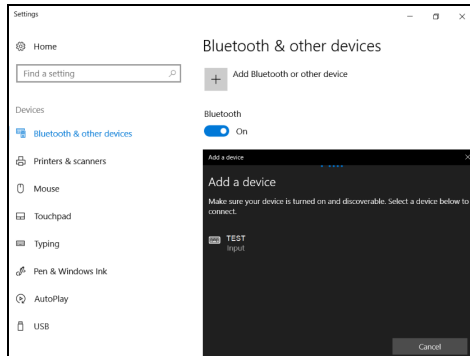 Settings
Home
Find a setting
Devices
Bluetooth & other devices
Printers & scanners
Mouse
Touchpad
Typing
Pen & Windows Ink
AutoPlay
USB
Bluetooth & other devices
Add Bluetooth or other device
Bluetooth
On
Add a device
Add a device
Make sure your device is turned on and discoverable. Select a device below to
connect.
TEST
Input
Cancel